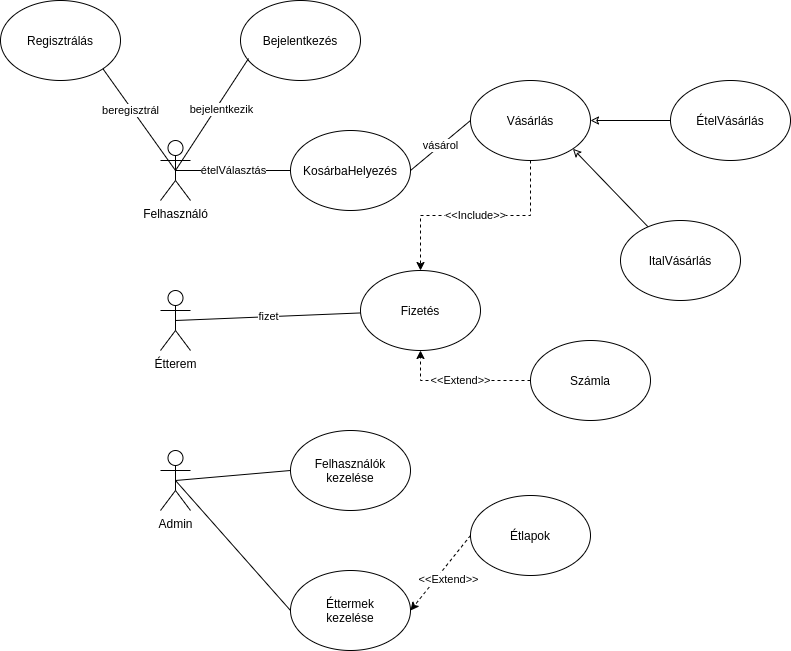 Regisztrálás
Bejelentkezés
beregisztrál
bejelentkezik
Vásárlás
ÉtelVásárlás
vásárol
ételVálasztás
KosárbaHelyezés
Felhasználó
<<Include>>
ItalVásárlás
fizet
Fizetés
Étterem
<<Extend>>
Számla
Felhasználók
kezelése
Admin
Étlapok
<<Extend>>
Éttermek
kezelése